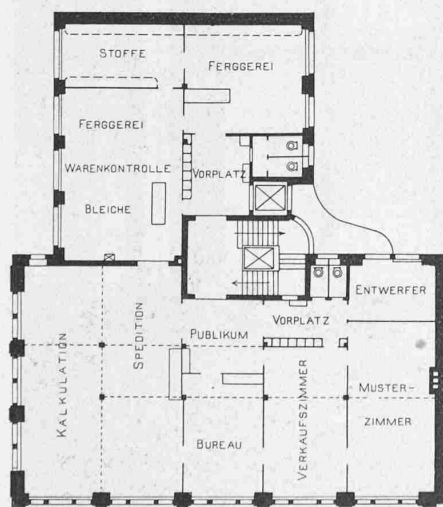 STOFFE
FERGGEREI
FERGGEREI
WARENKONTROLLE
VORPLATZ
BLEICHE
ENTWERFER
KALKULATION
SPEDITION
PUBLIKUM
VORPLATZ
VERKAUFSZIMMER
MUSTER-
ZIMMER
BUREAU